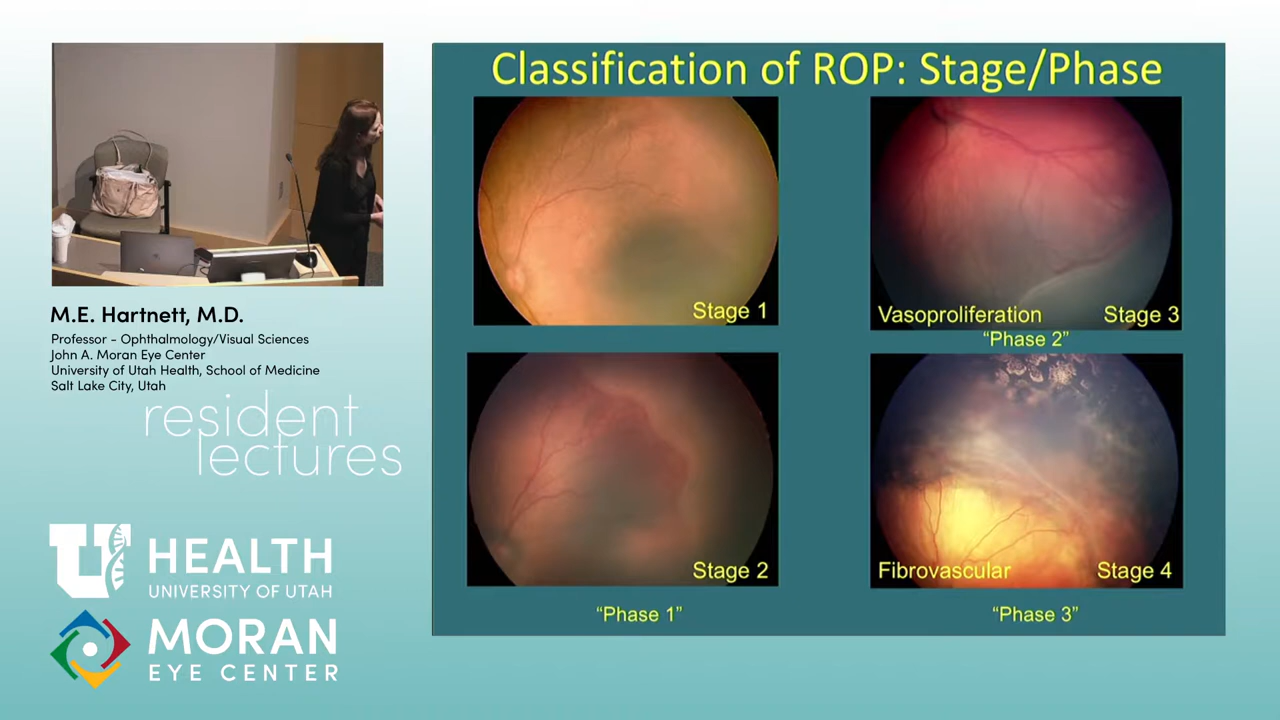 Classification of ROP: Stage/Phase
Stage 1
Vasoproliferation Stage 3
"Phase 2"
Stage 2
Fibrovascular Stage 4
"Phase 1"
"Phase 3"
M.E. Hartnett, M.D.
Professor - Ophthalmology/Visual Sciences
John A. Moran Eye Center
University of Utah Health, School of Medicine
Salt Lake City, Utah
resident
lectures
U HEALTH
UNIVERSITY OF UTAH
MORAN
EYE CENTER